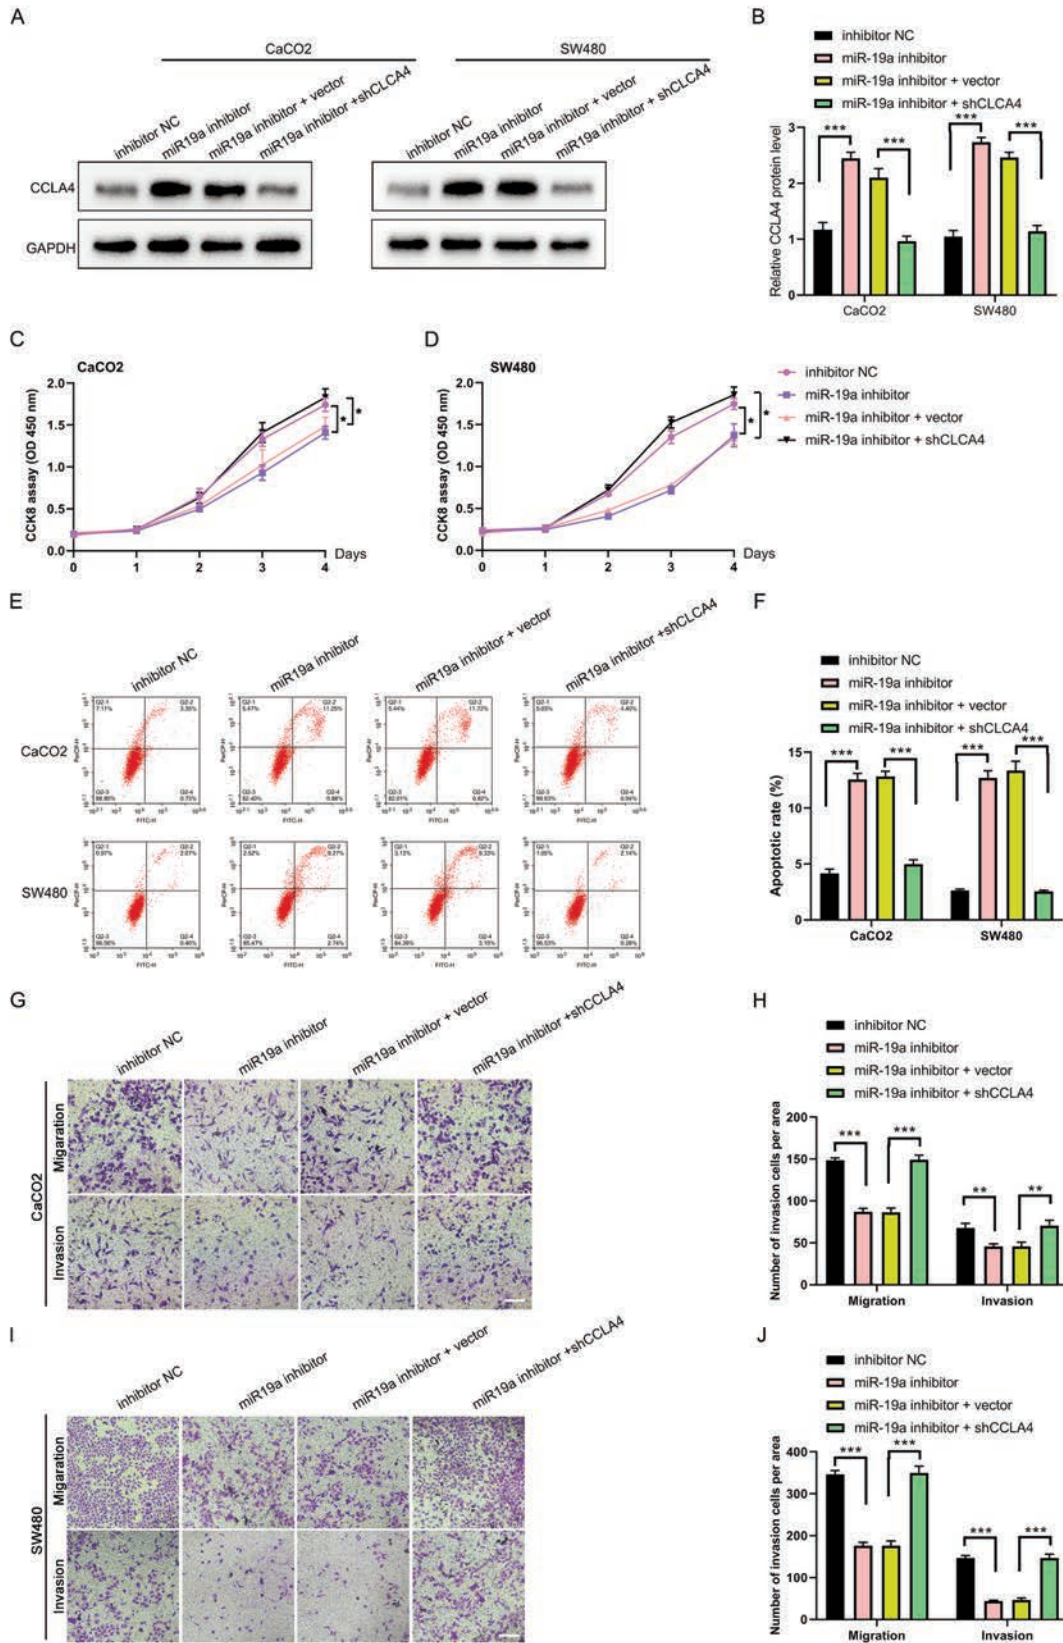 A
CaCO2
SW480
inhibitor NC
miR19a inhibitor
miR19a inhibitor + vector
miR19a inhibitor +shCLCA4
inhibitor NC
miR19a inhibitor
miR19a inhibitor + vector
miR19a inhibitor + shCLCA4
CCLA4
GAPDH
B
inhibitor NC
miR-19a inhibitor
miR-19a inhibitor + vector
miR-19a inhibitor + shCLCA4
Relative CCLA4 protein level
3
2
1
0
*** *** *** ***
CaCO2 SW480
C
CaCO2
CCK8 assay (OD 450 nm)
2.0
1.5
1.0
0.5
0.0
0 1 2 3 4
Days
* *
D
SW480
CCK8 assay (OD 450 nm)
2.0
1.5
1.0
0.5
0.0
0 1 2 3 4
Days
* *
inhibitor NC
miR-19a inhibitor
miR-19a inhibitor + vector
miR-19a inhibitor + shCLCA4
E
inhibitor NC
miR19a inhibitor
miR19a inhibitor + vector
miR19a inhibitor +shCLCA4
CaCO2
SW480
F
inhibitor NC
miR-19a inhibitor
miR-19a inhibitor + vector
miR-19a inhibitor + shCLCA4
Apoptotic rate (%)
15
10
5
0
*** *** *** ***
CaCO2 SW480
G
inhibitor NC
miR19a inhibitor
miR19a inhibitor + vector
miR19a inhibitor +shCCLA4
CaCO2
Migaration
Invasion
H
inhibitor NC
miR-19a inhibitor
miR-19a inhibitor + vector
miR-19a inhibitor + shCCLA4
Number of invasion cells per area
200
150
100
50
0
*** *** ** **
Migration Invasion
I
inhibitor NC
miR19a inhibitor
miR19a inhibitor + vector
miR19a inhibitor +shCCLA4
SW480
Migaration
Invasion
J
inhibitor NC
miR-19a inhibitor
miR-19a inhibitor + vector
miR-19a inhibitor + shCCLA4
Number of invasion cells per area
400
300
200
100
0
*** *** *** ***
Migration Invasion